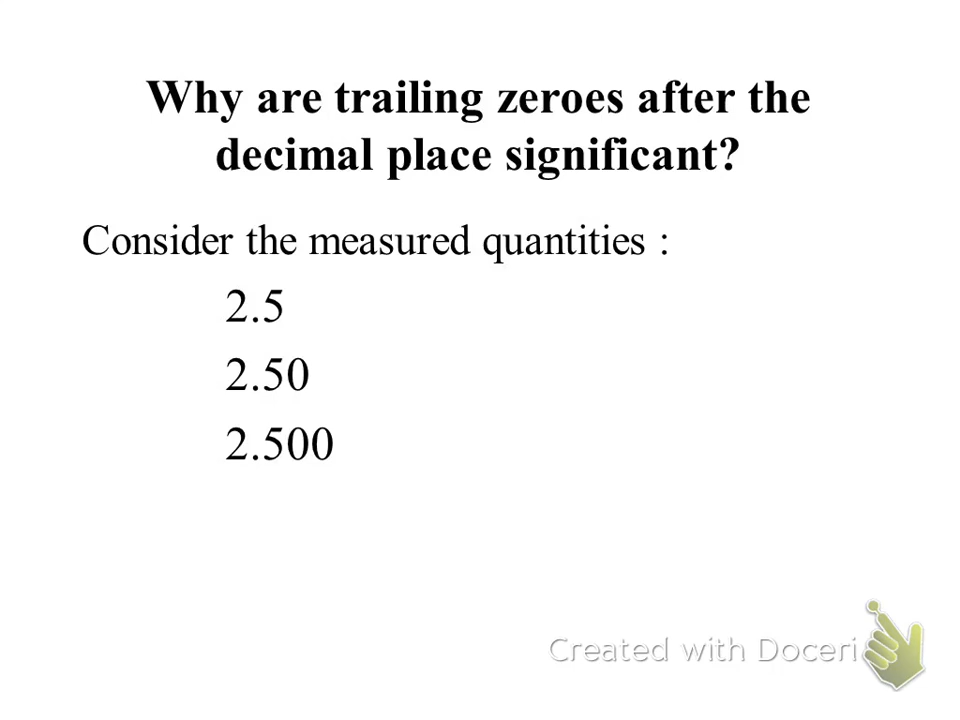 Why are trailing zeroes after the
decimal place significant?
Consider the measured quantities :
2.5
2.50
2.500
Created with Doceri